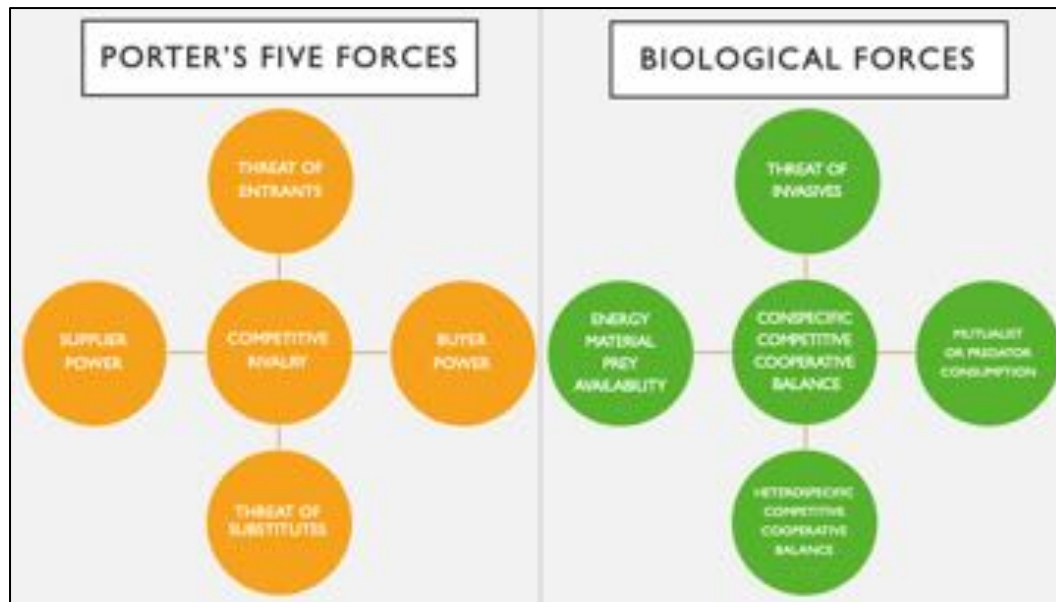 PORTER'S FIVE FORCES
THREAT OF
ENTRANTS
SUPPLIER
POWER
COMPETITIVE
RIVALRY
BUYER
POWER
THREAT OF
SUBSTITUTES
BIOLOGICAL FORCES
THREAT OF
INVASIVES
ENERGY
MATERIAL
PREY
AVAILABILITY
CONSPECIFIC
COMPETITIVE
COOPERATIVE
BALANCE
MUTUALIST
OR PREDATOR
CONSUMPTION
HETEROSPECIFIC
COMPETITIVE
COOPERATIVE
BALANCE